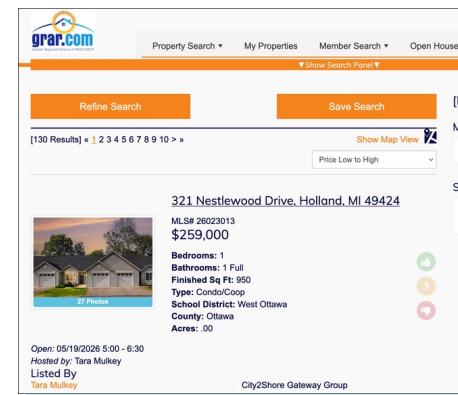 grar.com
Property Search ▾ My Properties Member Search ▾ Open House
▼Show Search Panel▼
Refine Search Save Search
[130 Results] « 1 2 3 4 5 6 7 8 9 10 > » Show Map View
Price Low to High
321 Nestlewood Drive, Holland, MI 49424
MLS# 26023013
$259,000
Bedrooms: 1
Bathrooms: 1 Full
Finished Sq Ft: 950
Type: Condo/Coop
School District: West Ottawa
County: Ottawa
Acres: .00
27 Photos
?
Open: 05/19/2026 5:00 - 6:30
Hosted by: Tara Mulkey
Listed By
Tara Mulkey City2Shore Gateway Group